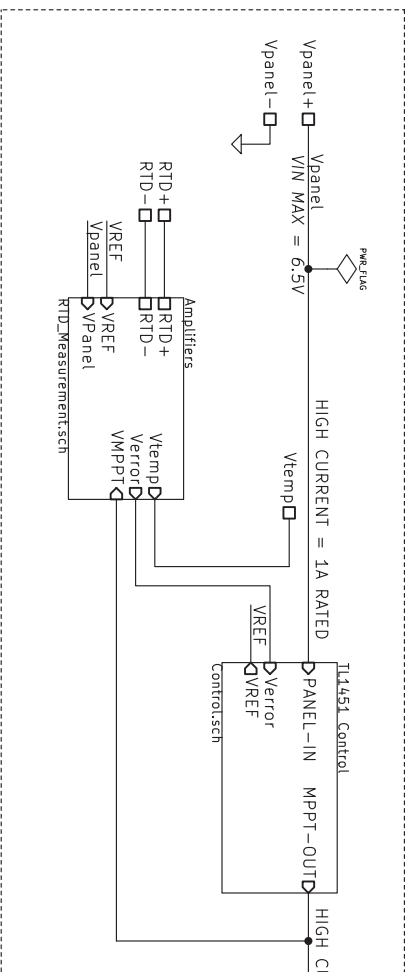 PWR_FLAG
TL1451 Control
HIGH CURRENT = 1A RATED
HIGH C
Vpanel+
Vpanel
VIN MAX = 6.5V
PANEL-IN
MPPT-OUT
Vtemp
Vpanel-
Verror
VREF
VREF
Control.sch
Amplifiers
RTD+
RTD+
RTD-
RTD-
Vtemp
Verror
VMPPT
VREF
VREF
Vpanel
VPanel
RTD_Measurement.sch